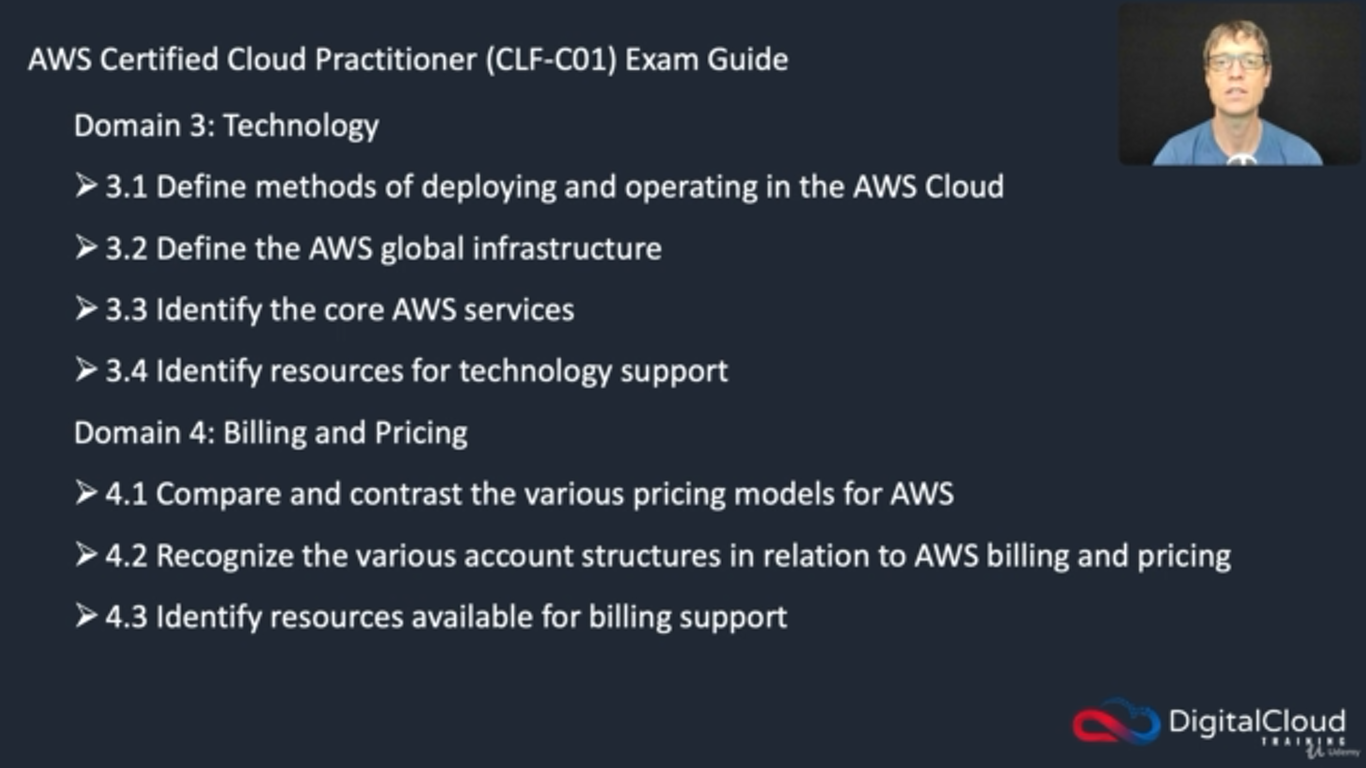 AWS Certified Cloud Practitioner (CLF-C01) Exam Guide
Domain 3: Technology
➢ 3.1 Define methods of deploying and operating in the AWS Cloud
➢ 3.2 Define the AWS global infrastructure
➢ 3.3 Identify the core AWS services
➢ 3.4 Identify resources for technology support
Domain 4: Billing and Pricing
➢ 4.1 Compare and contrast the various pricing models for AWS
➢ 4.2 Recognize the various account structures in relation to AWS billing and pricing
➢ 4.3 Identify resources available for billing support
DigitalCloud
TRAINING
Udemy